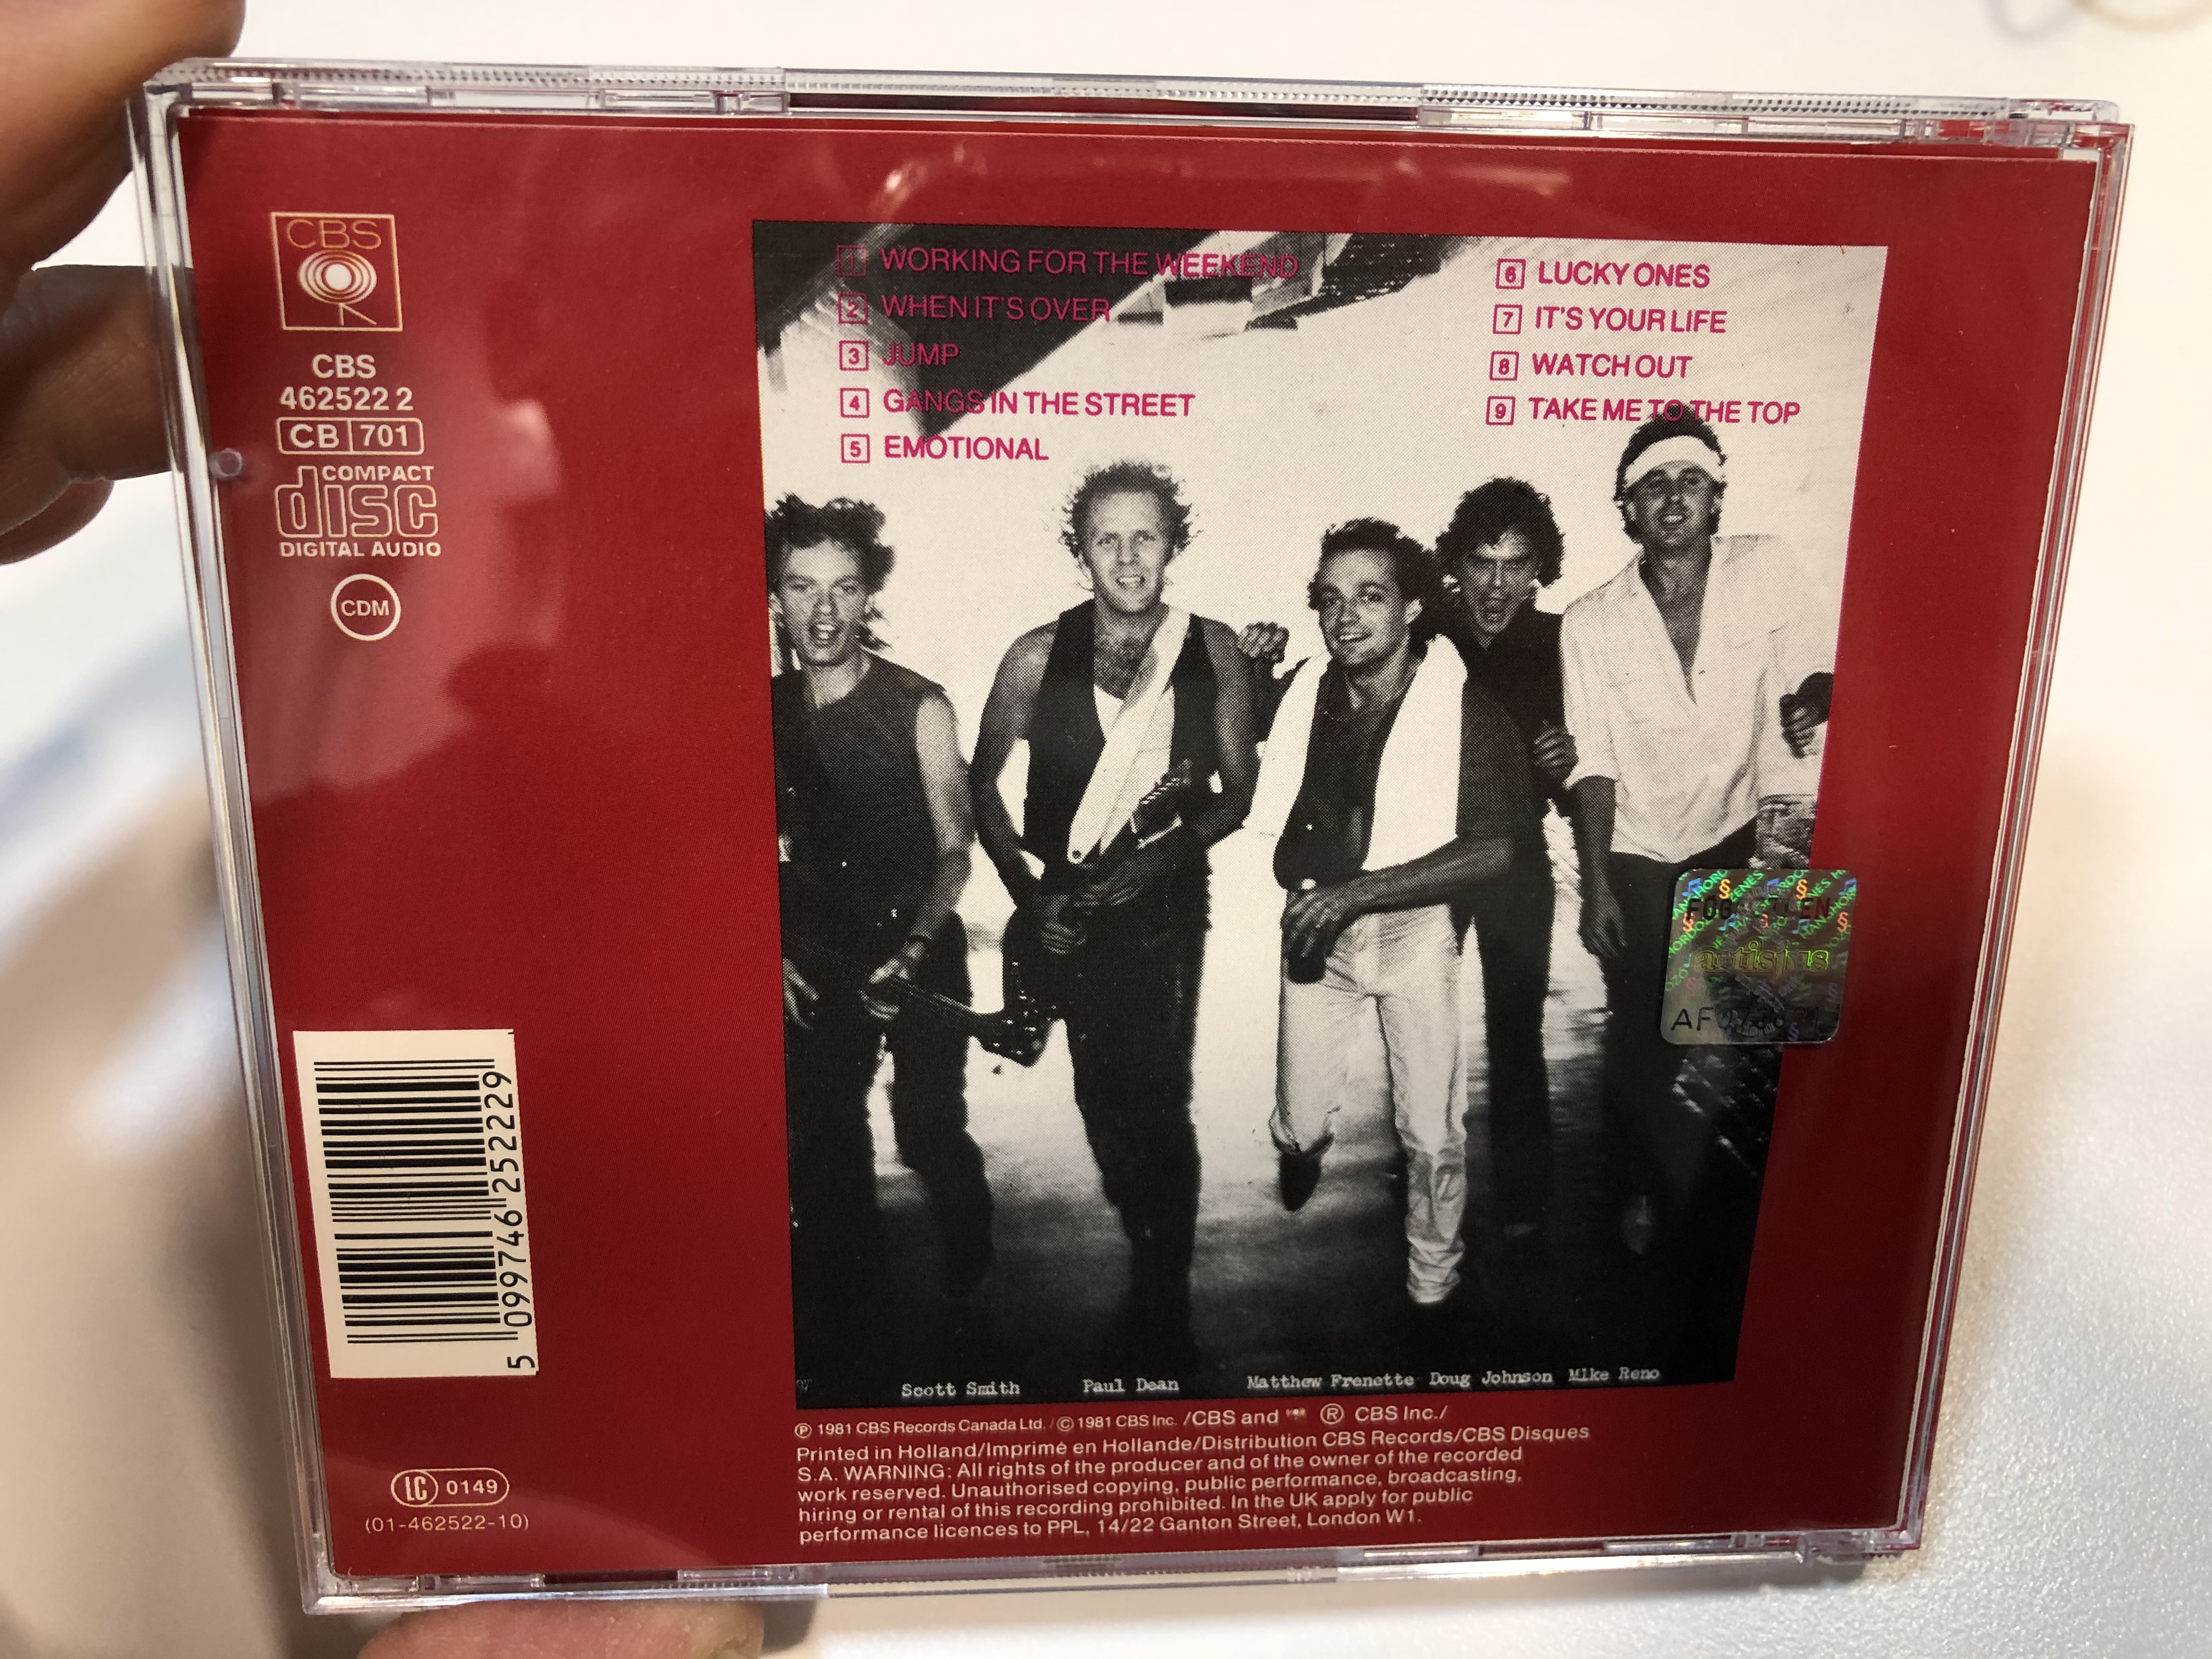 CBS
CBS
462522 2
CB 701
COMPACT
disc
DIGITAL AUDIO
CDM
1 WORKING FOR THE WEEKEND
2 WHEN IT'S OVER
3 JUMP
4 GANGS IN THE STREET
5 EMOTIONAL
6 LUCKY ONES
7 IT'S YOUR LIFE
8 WATCH OUT
9 TAKE ME TO THE TOP
artisjus
Scott Smith Paul Dean Matthew Frenette Doug Johnson Mike Reno
℗ 1981 CBS Records Canada Ltd. / © 1981 CBS Inc. /CBS and ® CBS Inc./
Printed in Holland/Imprimé en Hollande/Distribution CBS Records/CBS Disques
S.A. WARNING: All rights of the producer and of the owner of the recorded
work reserved. Unauthorised copying, public performance, broadcasting,
hiring or rental of this recording prohibited. In the UK apply for public
performance licences to PPL, 14/22 Ganton Street, London W1.
5 099746 252229
LC 0149
(01-462522-10)